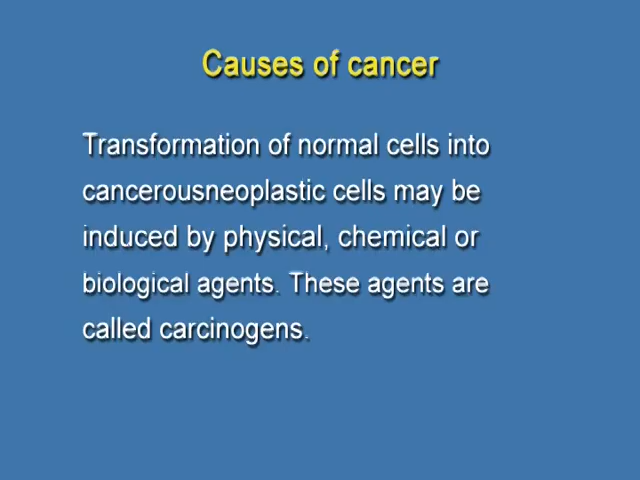 Causes of cancer
Transformation of normal cells into
cancerousneoplastic cells may be
induced by physical, chemical or
biological agents. These agents are
called carcinogens.